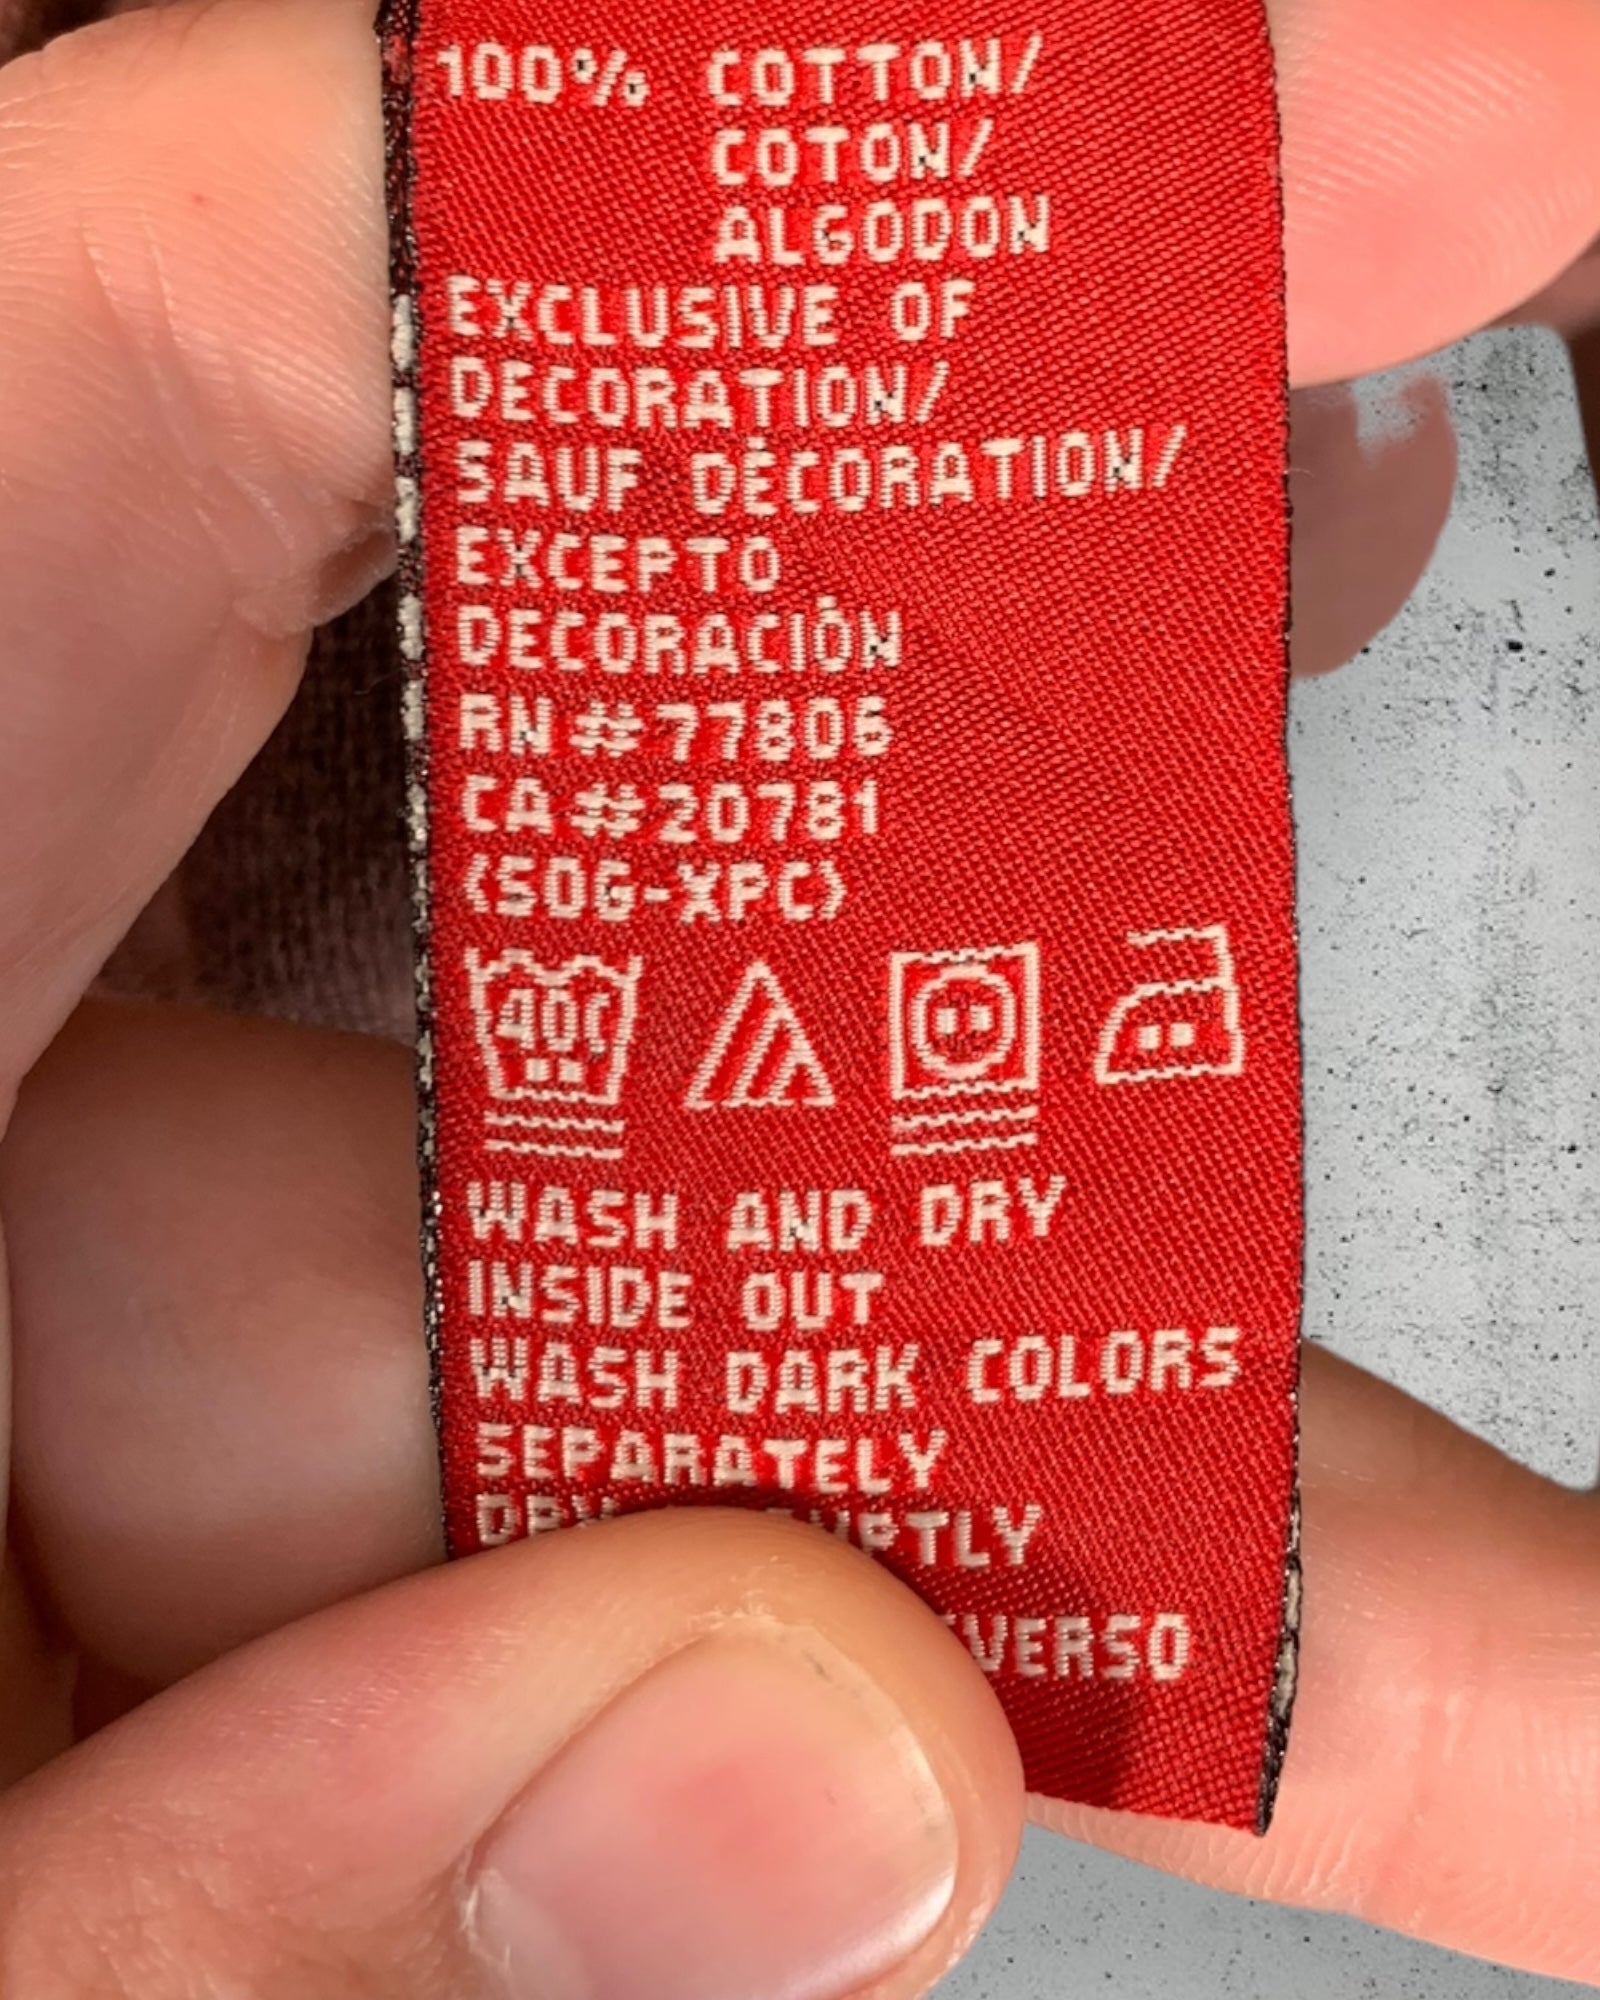 100% COTTON/
COTON/
ALGODON
EXCLUSIVE OF
DECORATION/
SAUF DÉCORATION/
EXCEPTO
DECORACIÓN
RN#77806
CA#20781
(SOG-XPC)
40C
WASH AND DRY
INSIDE OUT
WASH DARK COLORS
SEPARATELY